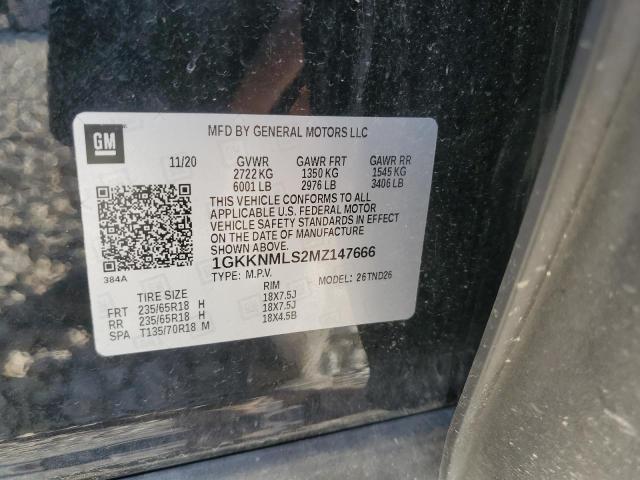 GM
MFD BY GENERAL MOTORS LLC
11/20 GVWR GAWR FRT GAWR RR
2722 KG 1350 KG 1545 KG
6001 LB 2976 LB 3406 LB
THIS VEHICLE CONFORMS TO ALL
APPLICABLE U.S. FEDERAL MOTOR
VEHICLE SAFETY STANDARDS IN EFFECT
ON THE DATE OF MANUFACTURE
SHOWN ABOVE.
1GKKNMLS2MZ147666
384A TYPE: M.P.V. MODEL: 26TND26
TIRE SIZE RIM
FRT 235/65R18 H 18X7.5J
RR 235/65R18 H 18X7.5J
SPA T135/70R18 M 18X4.5B